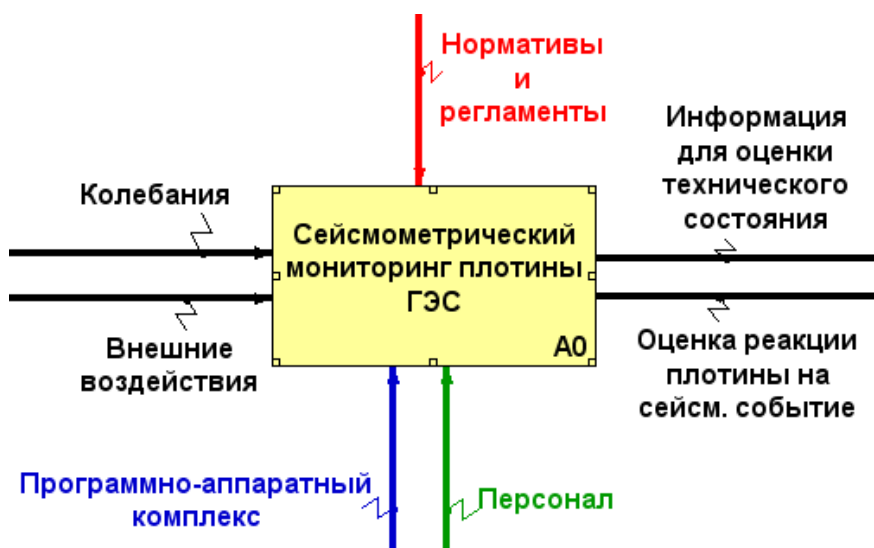 Нормативы
и
регламенты
Информация
для оценки
технического
состояния
Колебания
Сейсмометрический
мониторинг плотины
ГЭС
A0
Внешние
воздействия
Оценка реакции
плотины на
сейсм. событие
Программно-аппаратный
комплекс
Персонал